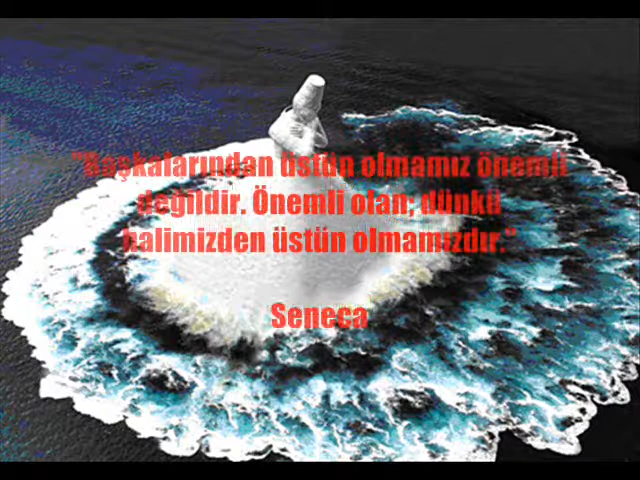 "Başkalarından üstün olmamız önemli
değildir. Önemli olan; dünkü
halimizden üstün olmamızdır."
Seneca